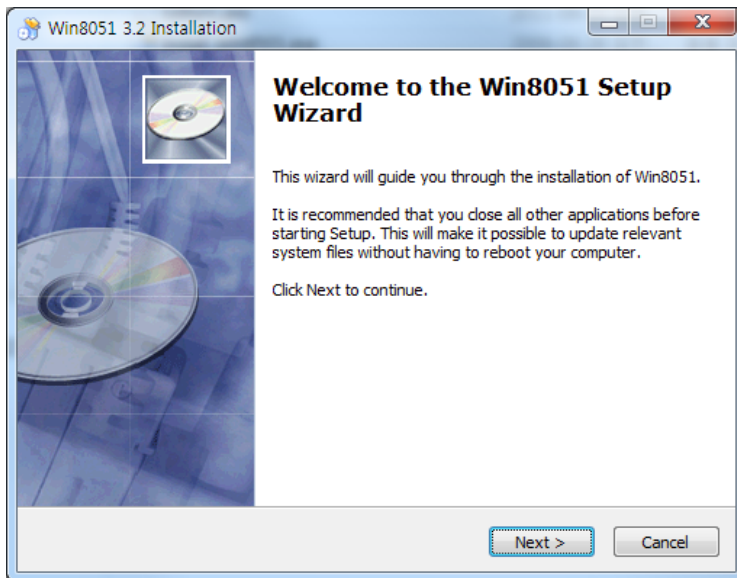 Win8051 3.2 Installation
Welcome to the Win8051 Setup
Wizard
This wizard will guide you through the installation of Win8051.
It is recommended that you close all other applications before
starting Setup. This will make it possible to update relevant
system files without having to reboot your computer.
Click Next to continue.
Next >
Cancel